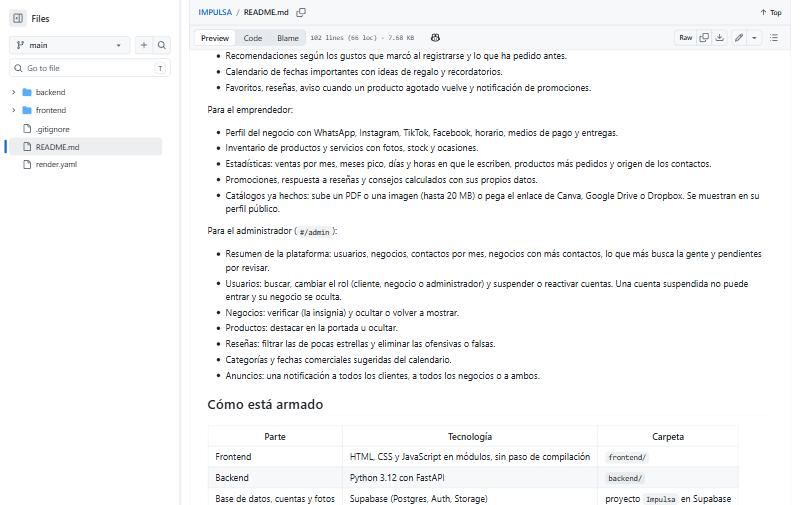 Files
IMPULSA / README.md
Top
main
Preview Code Blame 102 lines (66 loc) · 7.68 KB
Raw
Go to file
T
backend
frontend
.gitignore
README.md
render.yaml
• Recomendaciones según los gustos que marcó al registrarse y lo que ha pedido antes.
• Calendario de fechas importantes con ideas de regalo y recordatorios.
• Favoritos, reseñas, aviso cuando un producto agotado vuelve y notificación de promociones.
Para el emprendedor:
• Perfil del negocio con WhatsApp, Instagram, TikTok, Facebook, horario, medios de pago y entregas.
• Inventario de productos y servicios con fotos, stock y ocasiones.
• Estadísticas: ventas por mes, meses pico, días y horas en que le escriben, productos más pedidos y origen de los contactos.
• Promociones, respuesta a reseñas y consejos calculados con sus propios datos.
• Catálogos ya hechos: sube un PDF o una imagen (hasta 20 MB) o pega el enlace de Canva, Google Drive o Dropbox. Se muestran en su
perfil público.
Para el administrador ( #/admin ):
• Resumen de la plataforma: usuarios, negocios, contactos por mes, negocios con más contactos, lo que más busca la gente y pendientes
por revisar.
• Usuarios: buscar, cambiar el rol (cliente, negocio o administrador) y suspender o reactivar cuentas. Una cuenta suspendida no puede
entrar y su negocio se oculta.
• Negocios: verificar (la insignia) y ocultar o volver a mostrar.
• Productos: destacar en la portada u ocultar.
• Reseñas: filtrar las de pocas estrellas y eliminar las ofensivas o falsas.
• Categorías y fechas comerciales sugeridas del calendario.
• Anuncios: una notificación a todos los clientes, a todos los negocios o a ambos.
Cómo está armado
Parte Tecnología Carpeta
Frontend HTML, CSS y JavaScript en módulos, sin paso de compilación frontend/
Backend Python 3.12 con FastAPI backend/
Base de datos, cuentas y fotos Supabase (Postgres, Auth, Storage) proyecto Impulsa en Supabase